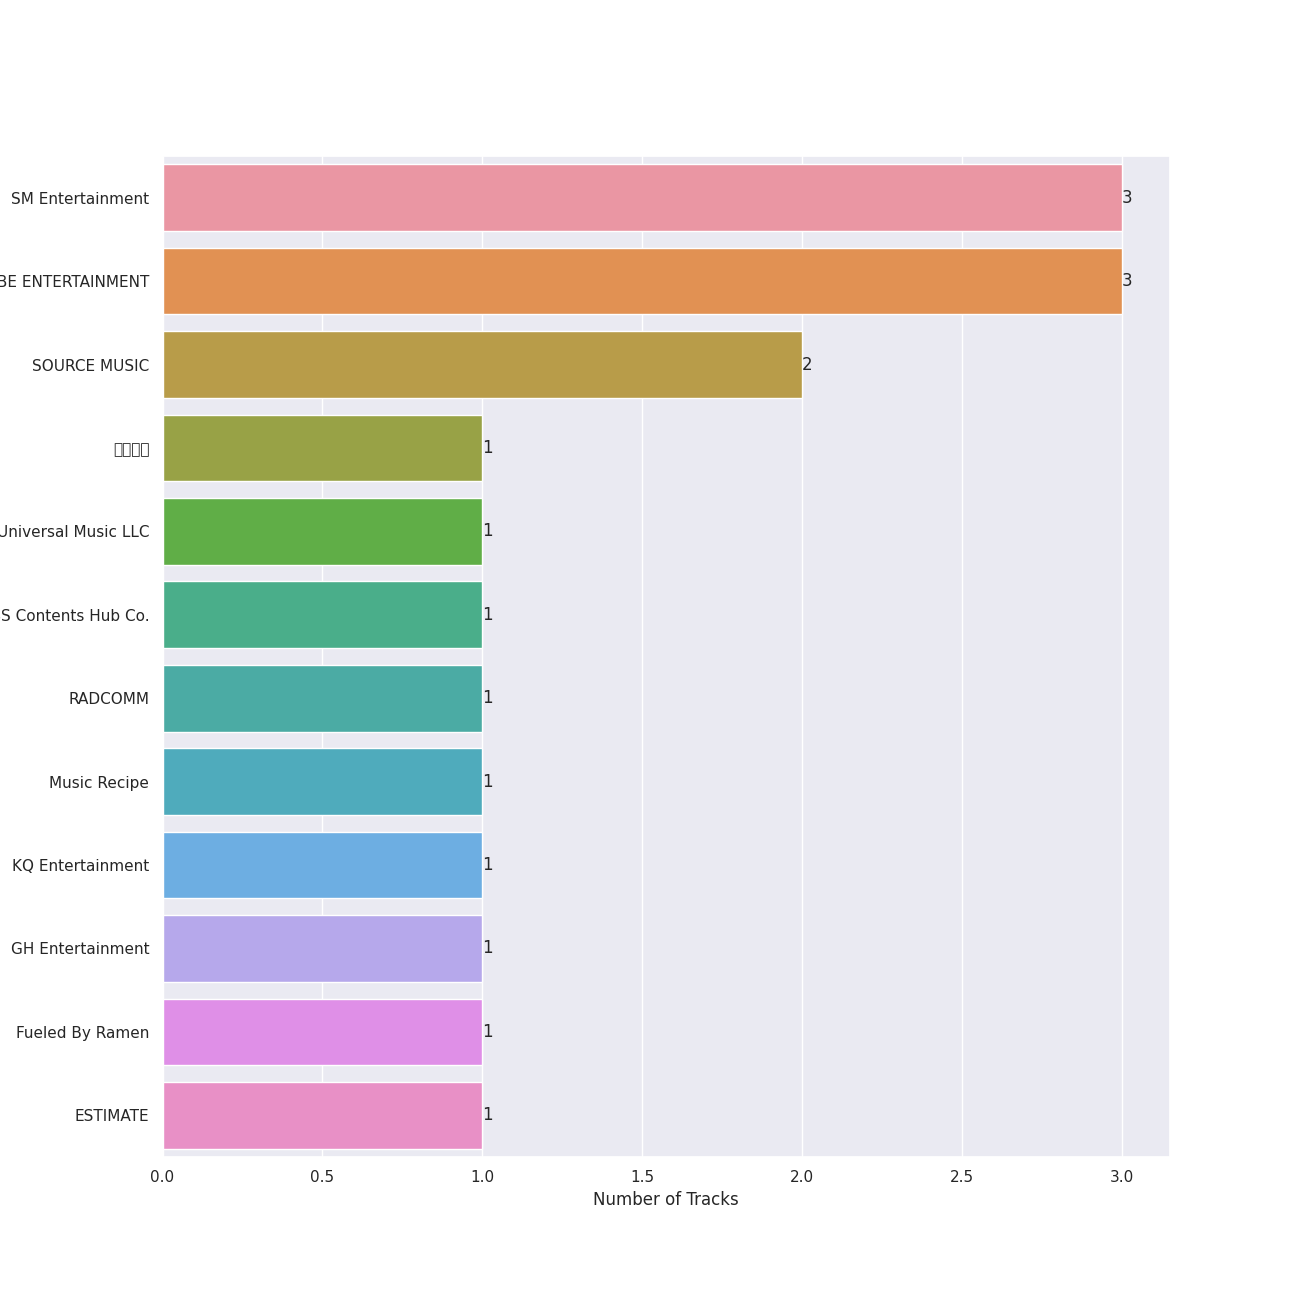 SM Entertainment
3
BE ENTERTAINMENT
3
SOURCE MUSIC
2
1
Universal Music LLC
1
S Contents Hub Co.
1
RADCOMM
1
Music Recipe
1
KQ Entertainment
1
GH Entertainment
1
Fueled By Ramen
1
ESTIMATE
1
0.0 0.5 1.0 1.5 2.0 2.5 3.0
Number of Tracks